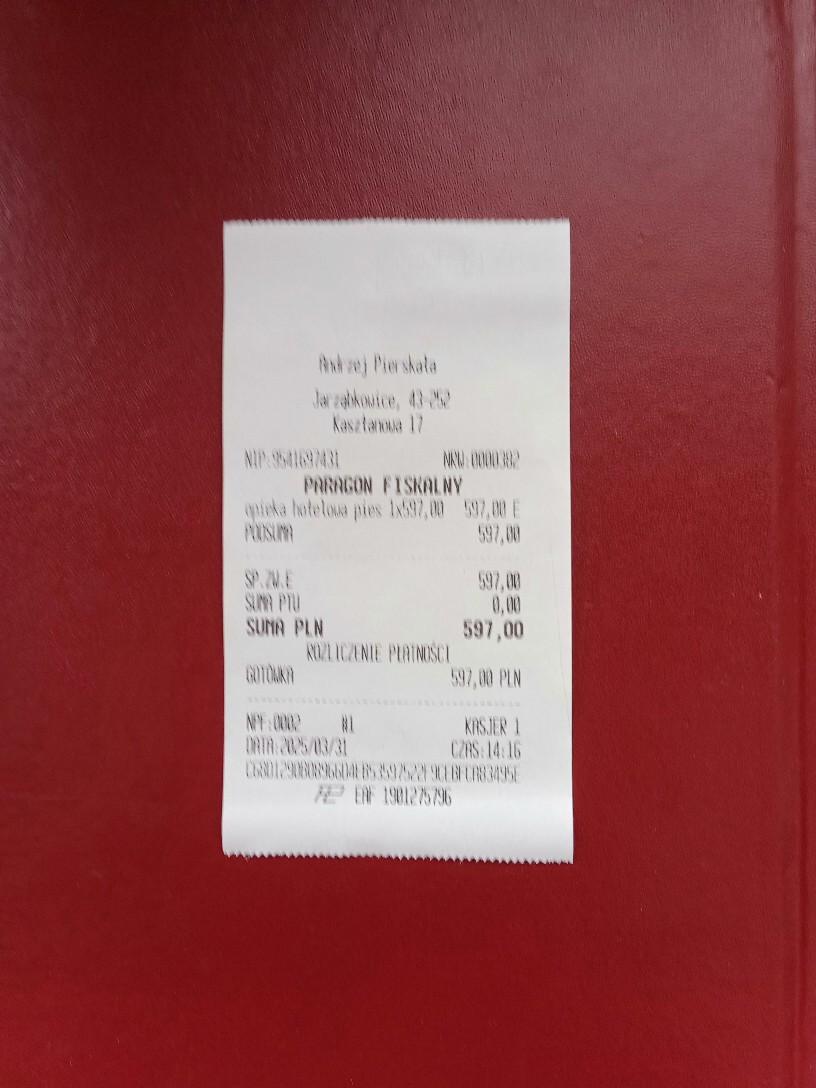 Andrzej Pierskała
Jarząbkowice, 43-252
Kasztanowa 17
NIP:9541697431 NRW:0000382
PARAGON FISKALNY
opieka hotelowa pies 1x597,00 597,00 E
PODSUMA 597,00
SP.ZW.E 597,00
SUMA PTU 0,00
SUMA PLN 597,00
ROZLICZENIE PŁATNOŚCI
GOTÓWKA 597,00 PLN
NPF:0002 #1 KASJER 1
DATA:2025/03/31 CZAS:14:16
EAF 1901275796